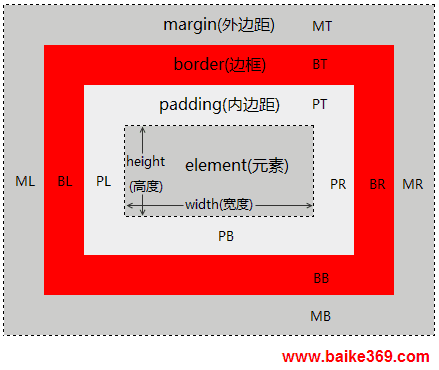 margin(外边距) MT
border(边框) BT
padding(内边距) PT
height
(高度)
element(元素)
ML BL PL PR BR MR
width(宽度)
PB
BB
MB
www.baike369.com